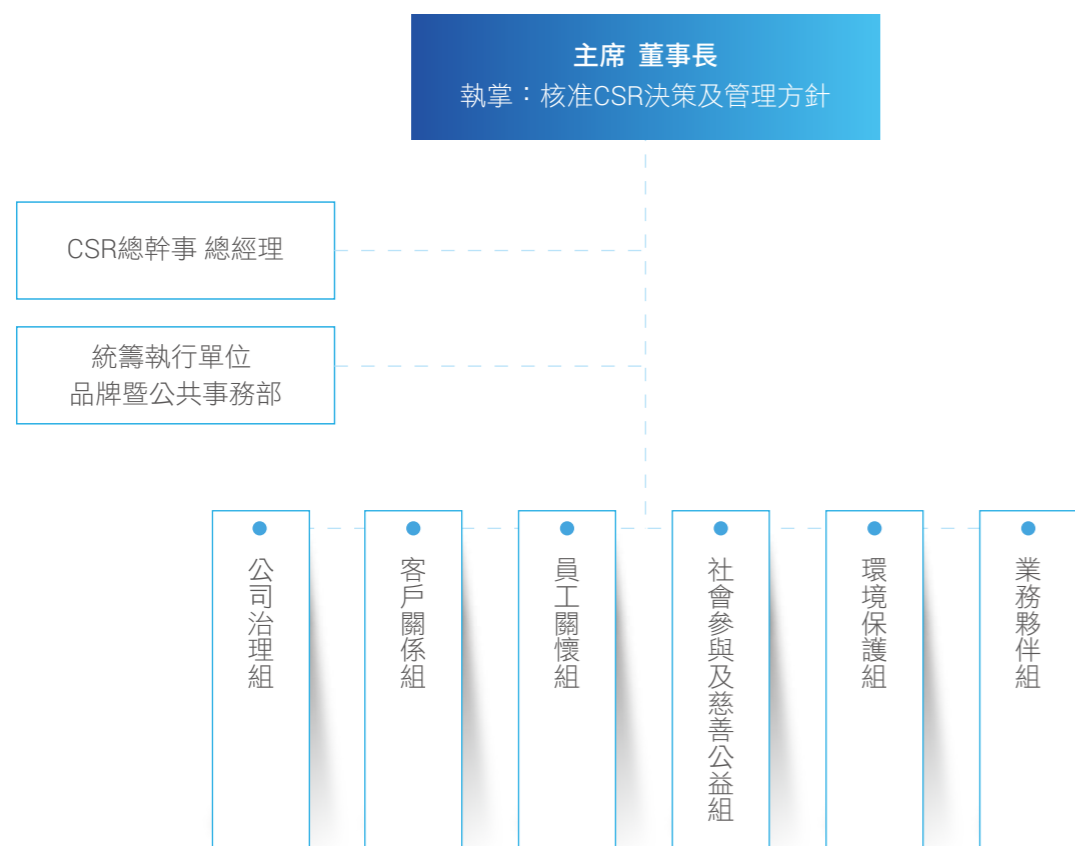 主席 董事長
執掌：核准CSR決策及管理方針
CSR總幹事 總經理
統籌執行單位
品牌暨公共事務部
公司治理組
客戶關係組
員工關懷組
社會參與及慈善公益組
環境保護組
業務夥伴組